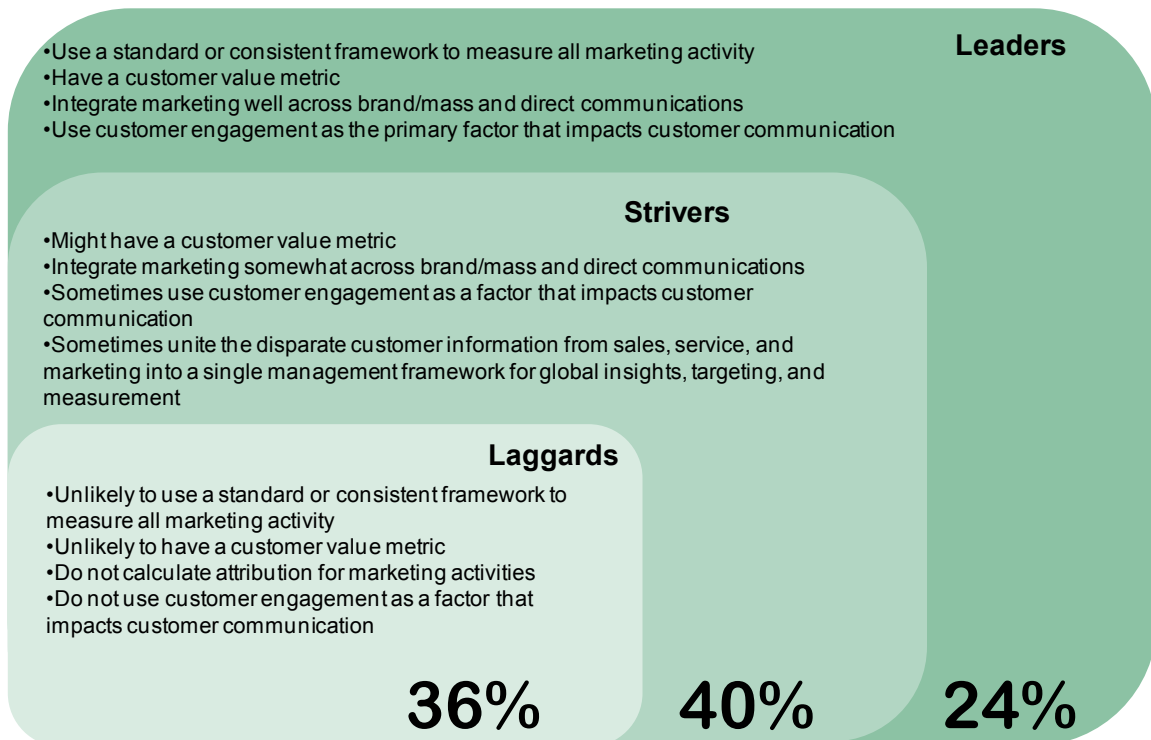 Leaders
•Use a standard or consistent framework to measure all marketing activity
•Have a customer value metric
•Integrate marketing well across brand/mass and direct communications
•Use customer engagement as the primary factor that impacts customer communication
Strivers
•Might have a customer value metric
•Integrate marketing somewhat across brand/mass and direct communications
•Sometimes use customer engagement as a factor that impacts customer
communication
•Sometimes unite the disparate customer information from sales, service, and
marketing into a single management framework for global insights, targeting, and
measurement
Laggards
•Unlikely to use a standard or consistent framework to
measure all marketing activity
•Unlikely to have a customer value metric
•Do not calculate attribution for marketing activities
•Do not use customer engagement as a factor that
impacts customer communication
36% 40% 24%